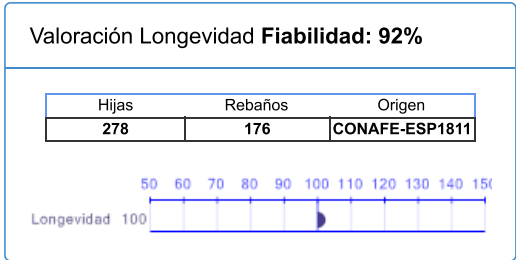 Valoración Longevidad Fiabilidad: 92%
Hijas Rebaños Origen
278 176 CONAFE-ESP1811
50 60 70 80 90 100 110 120 130 140 150
Longevidad 100